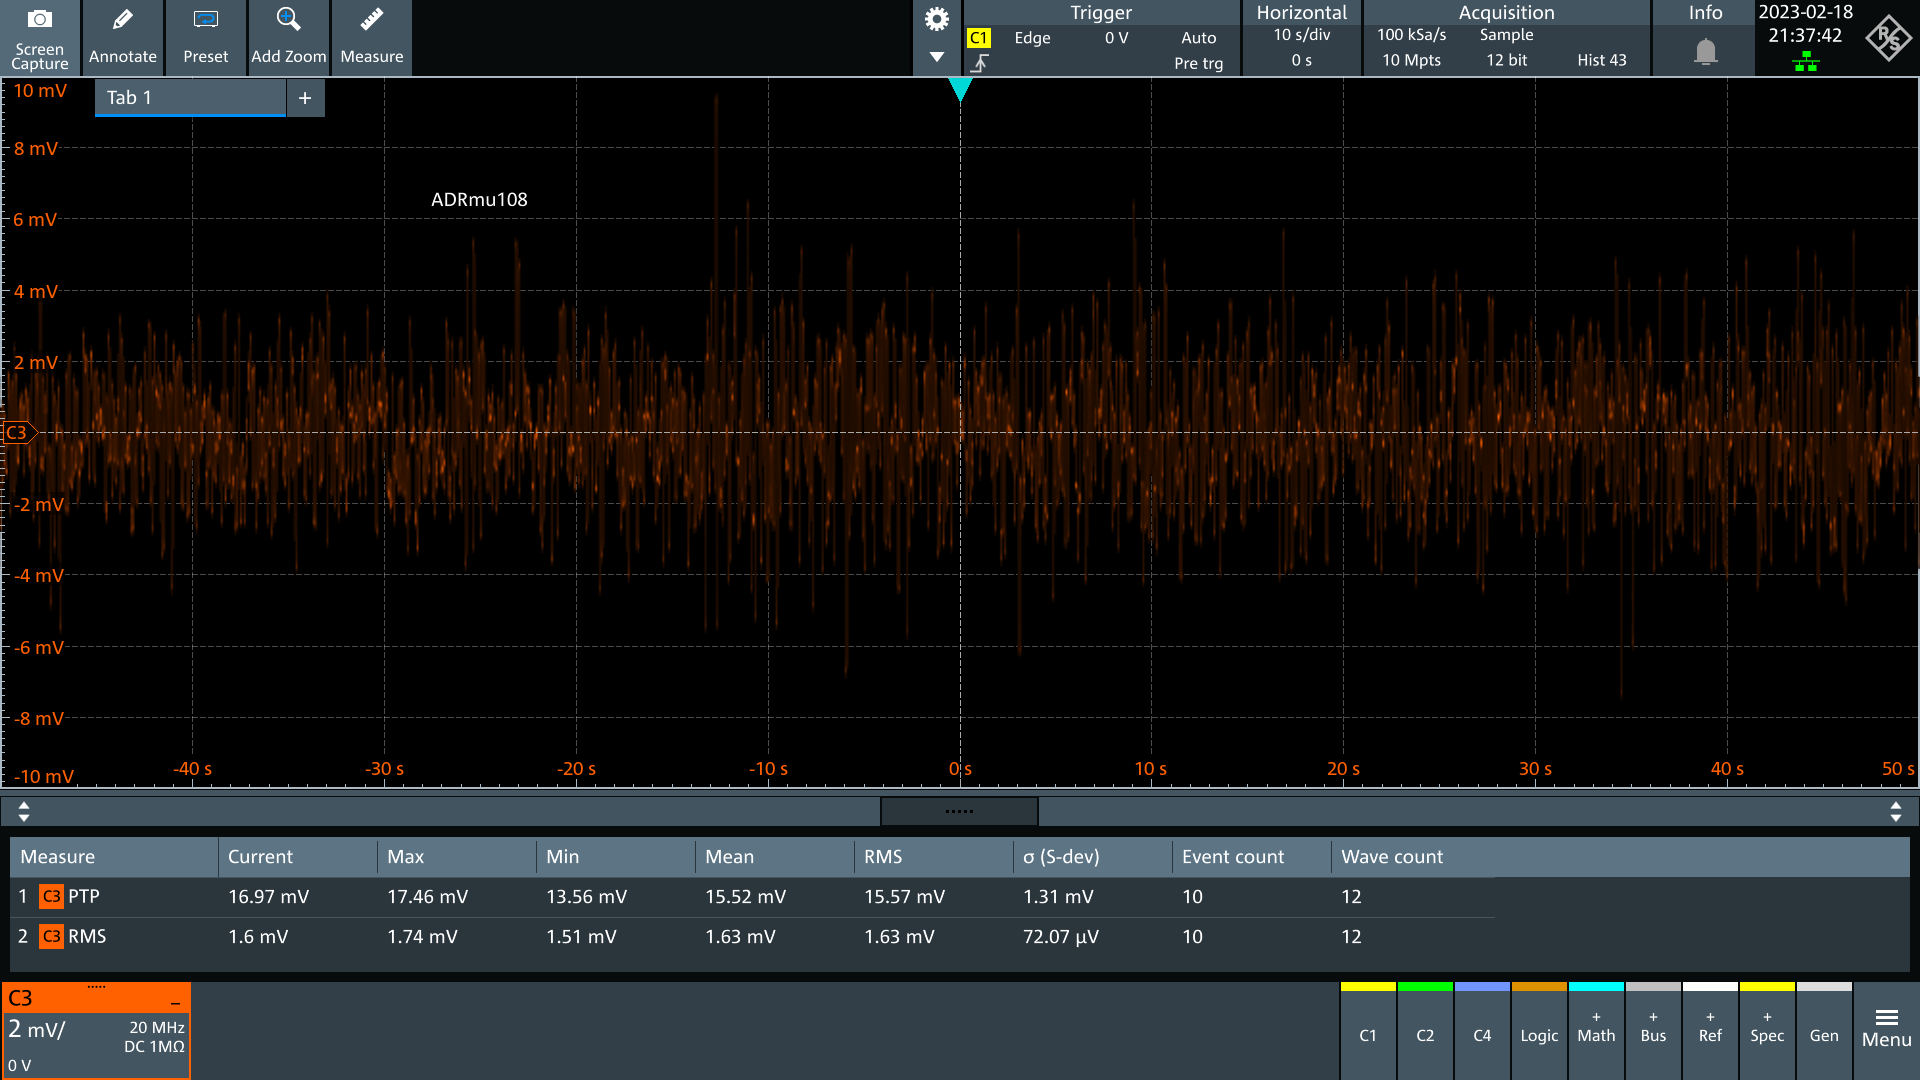 Screen Capture
Annotate
Preset
Add Zoom
Measure
Trigger
C1 Edge 0 V Auto
Pre trg
Horizontal
10 s/div
0 s
Acquisition
100 kSa/s Sample
10 Mpts 12 bit Hist 43
Info
2023-02-18
21:37:42
R&S
Tab 1 +
ADRmu108
10 mV
8 mV
6 mV
4 mV
2 mV
C3
-2 mV
-4 mV
-6 mV
-8 mV
-10 mV
-40 s -30 s -20 s -10 s 0 s 10 s 20 s 30 s 40 s 50 s
Measure Current Max Min Mean RMS σ (S-dev) Event count Wave count
1 C3 PTP 16.97 mV 17.46 mV 13.56 mV 15.52 mV 15.57 mV 1.31 mV 10 12
2 C3 RMS 1.6 mV 1.74 mV 1.51 mV 1.63 mV 1.63 mV 72.07 µV 10 12
C3
2 mV/ 20 MHz
DC 1MΩ
0 V
C1
C2
C4
Logic
+ Math
+ Bus
+ Ref
+ Spec
Gen
Menu